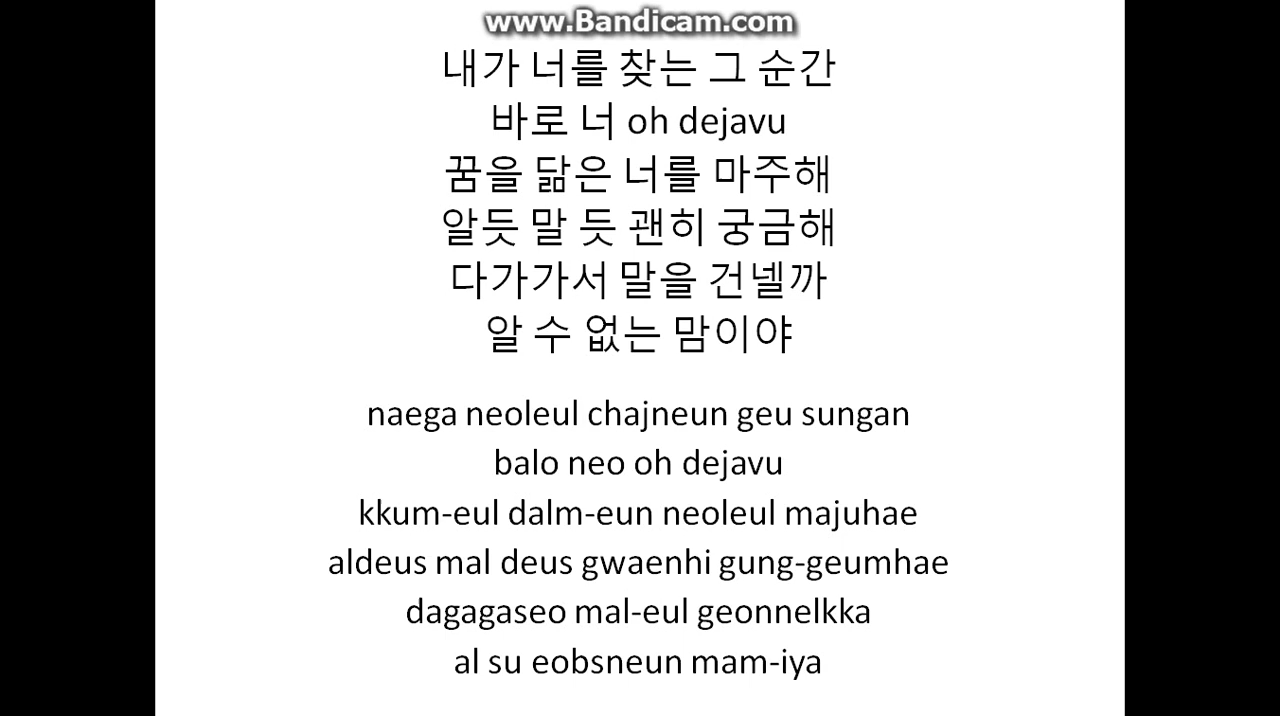 www.Bandicam.com
내가 너를 찾는 그 순간
바로 너 oh dejavu
꿈을 닮은 너를 마주해
알듯 말 듯 괜히 궁금해
다가가서 말을 건넬까
알 수 없는 맘이야
naega neoleul chajneun geu sungan
balo neo oh dejavu
kkum-eul dalm-eun neoleul majuhae
aldeus mal deus gwaenhi gung-geumhae
dagagaseo mal-eul geonnelkka
al su eobsneun mam-iya